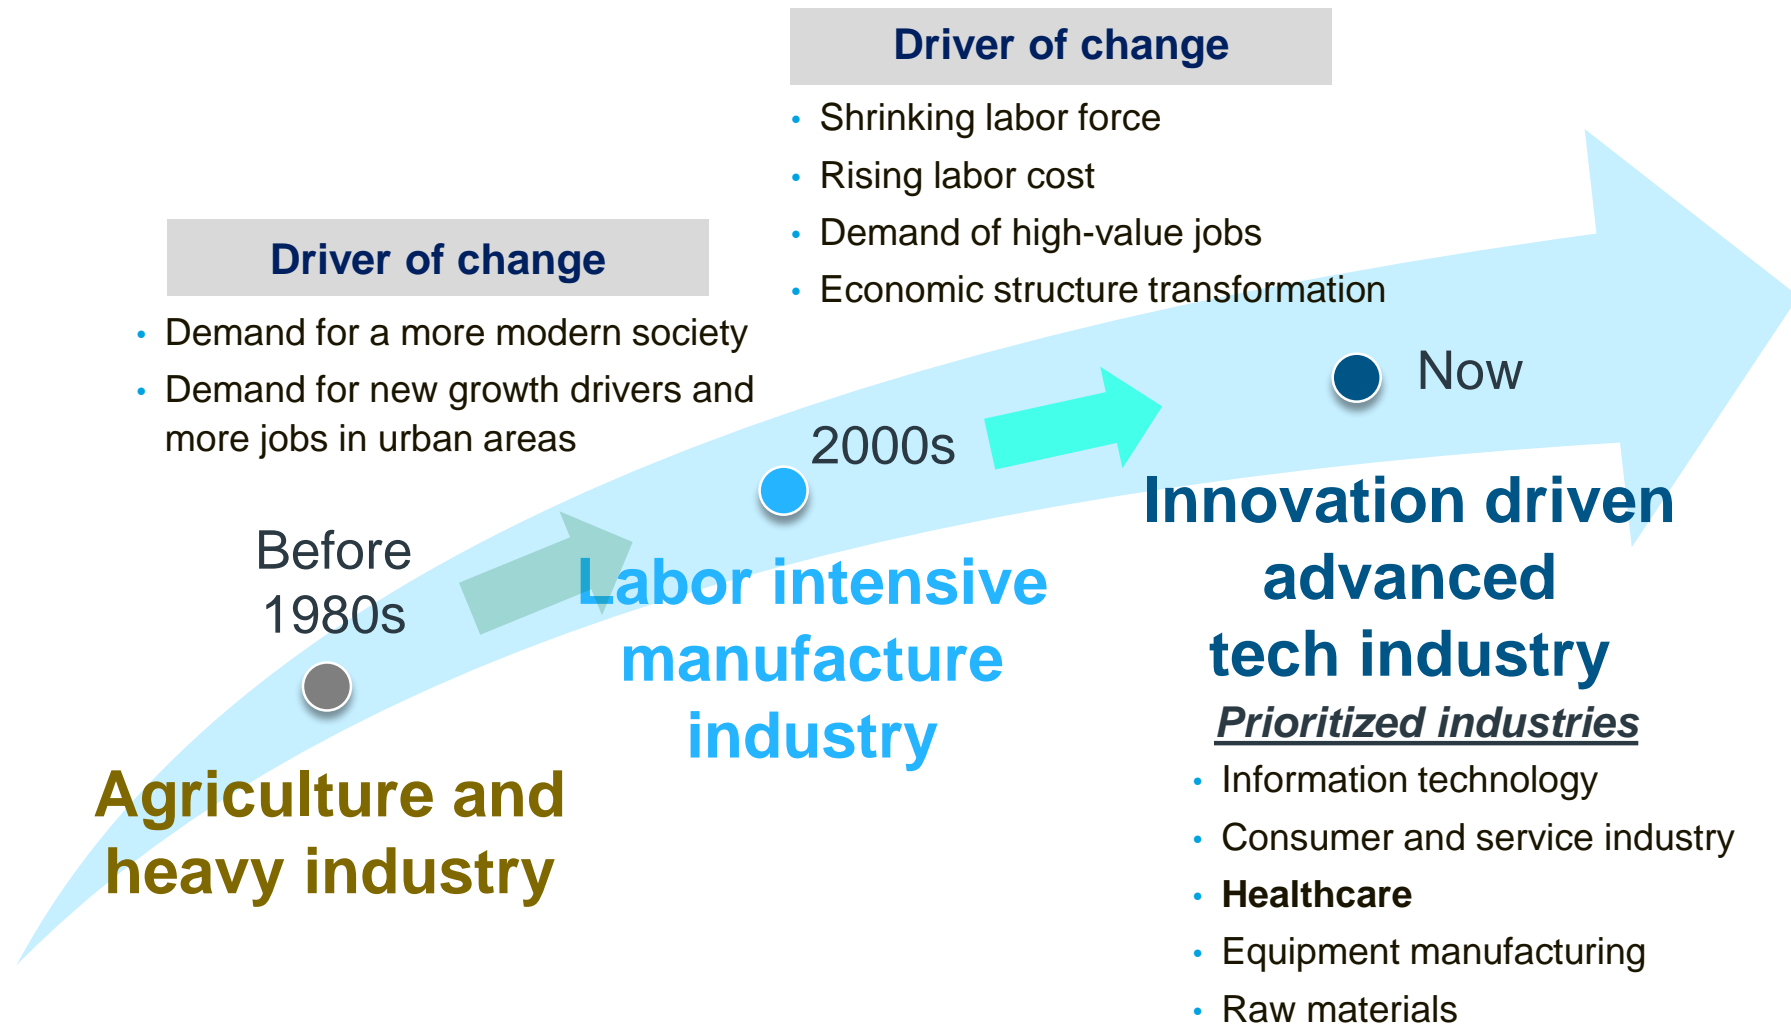 Driver of change
• Shrinking labor force
• Rising labor cost
• Demand of high-value jobs
• Economic structure transformation
Driver of change
• Demand for a more modern society
• Demand for new growth drivers and
more jobs in urban areas
Before
1980s
Agriculture and
heavy industry
2000s
Labor intensive
manufacture
industry
Now
Innovation driven
advanced
tech industry
Prioritized industries
• Information technology
• Consumer and service industry
• Healthcare
• Equipment manufacturing
• Raw materials